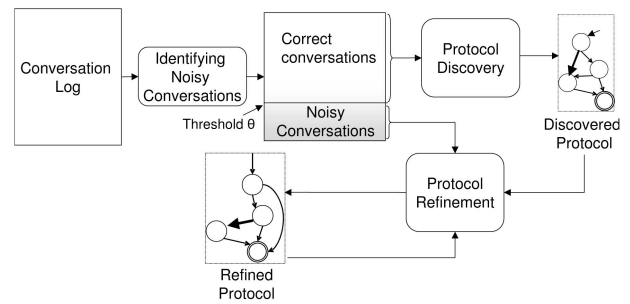 Conversation
Log
Identifying
Noisy
Conversations
Correct
conversations
Threshold θ
Noisy
Conversations
Protocol
Discovery
Discovered
Protocol
Protocol
Refinement
Refined
Protocol